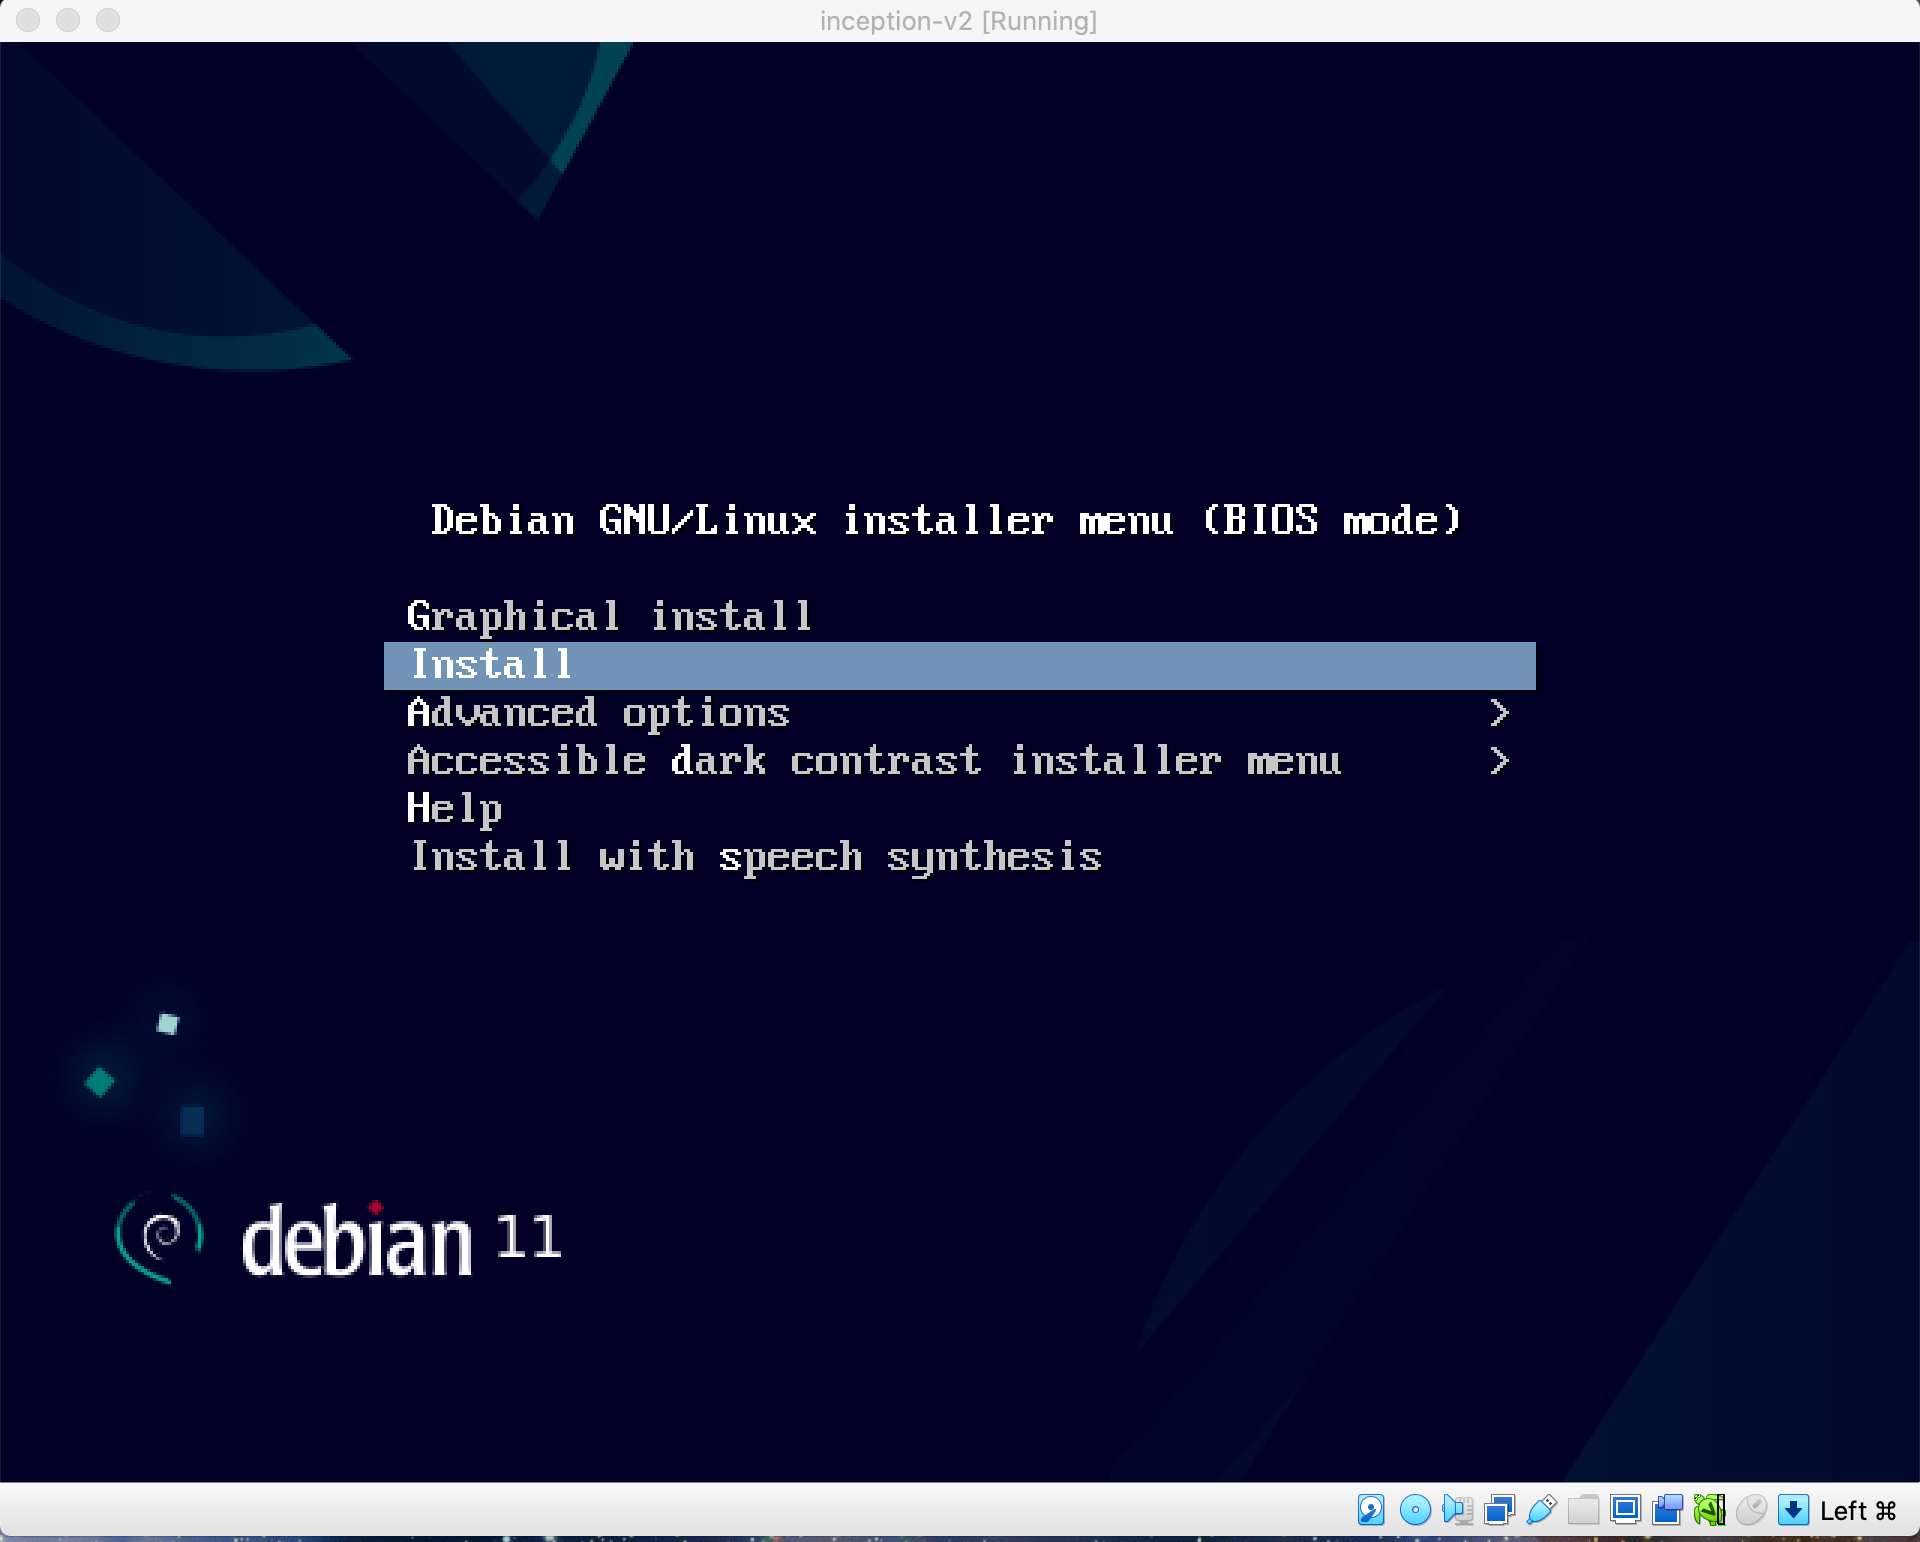 inception-v2 [Running]
Debian GNU/Linux installer menu (BIOS mode)
Graphical install
Install
Advanced options >
Accessible dark contrast installer menu >
Help
Install with speech synthesis
debian 11
Left ⌘